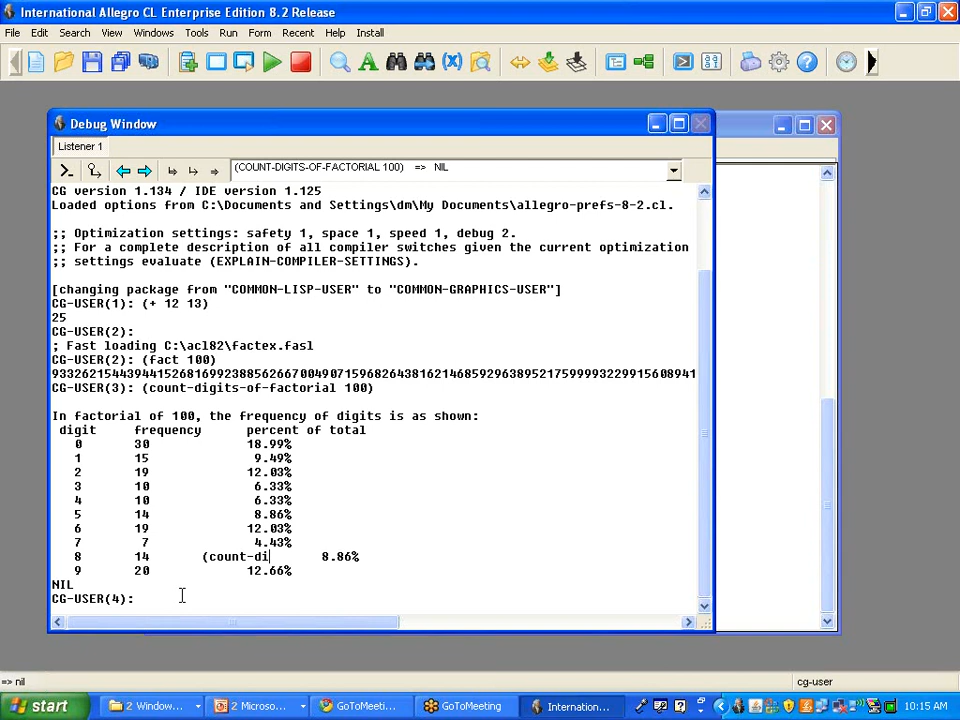 International Allegro CL Enterprise Edition 8.2 Release
File Edit Search View Windows Tools Run Form Recent Help Install
Debug Window
Listener 1
(COUNT-DIGITS-OF-FACTORIAL 100) => NIL
CG version 1.134 / IDE version 1.125
Loaded options from C:\Documents and Settings\dm\My Documents\allegro-prefs-8-2.cl.
;; Optimization settings: safety 1, space 1, speed 1, debug 2.
;; For a complete description of all compiler switches given the current optimization
;; settings evaluate (EXPLAIN-COMPILER-SETTINGS).
[changing package from "COMMON-LISP-USER" to "COMMON-GRAPHICS-USER"]
CG-USER(1): (+ 12 13)
25
CG-USER(2):
; Fast loading C:\acl82\factex.fasl
CG-USER(2): (fact 100)
93326215443944152681699238856266700490715968264381621468592963895217599993229915608941
CG-USER(3): (count-digits-of-factorial 100)
In factorial of 100, the frequency of digits is as shown:
digit frequency percent of total
0 30 18.99%
1 15 9.49%
2 19 12.03%
3 10 6.33%
4 10 6.33%
5 14 8.86%
6 19 12.03%
7 7 4.43%
8 14 (count-di 8.86%
9 20 12.66%
NIL
CG-USER(4):
=> nil cg-user
start 2 Window... 2 Microso... GoToMeeti... GoToMeeting Internation... 10:15 AM